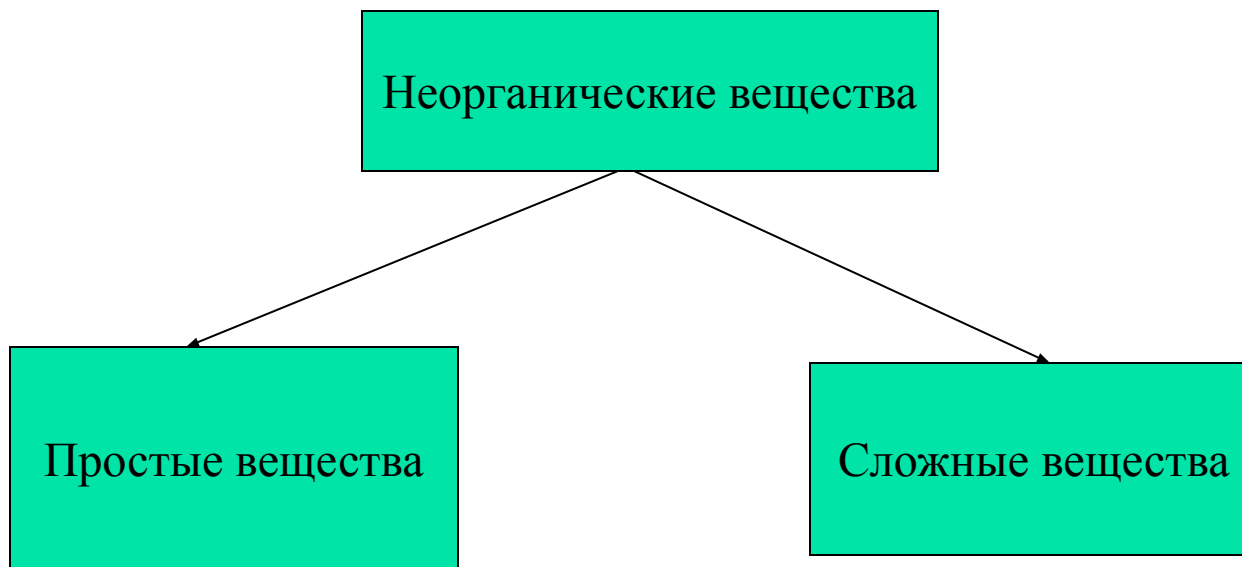 Неорганические вещества
Простые вещества
Сложные вещества